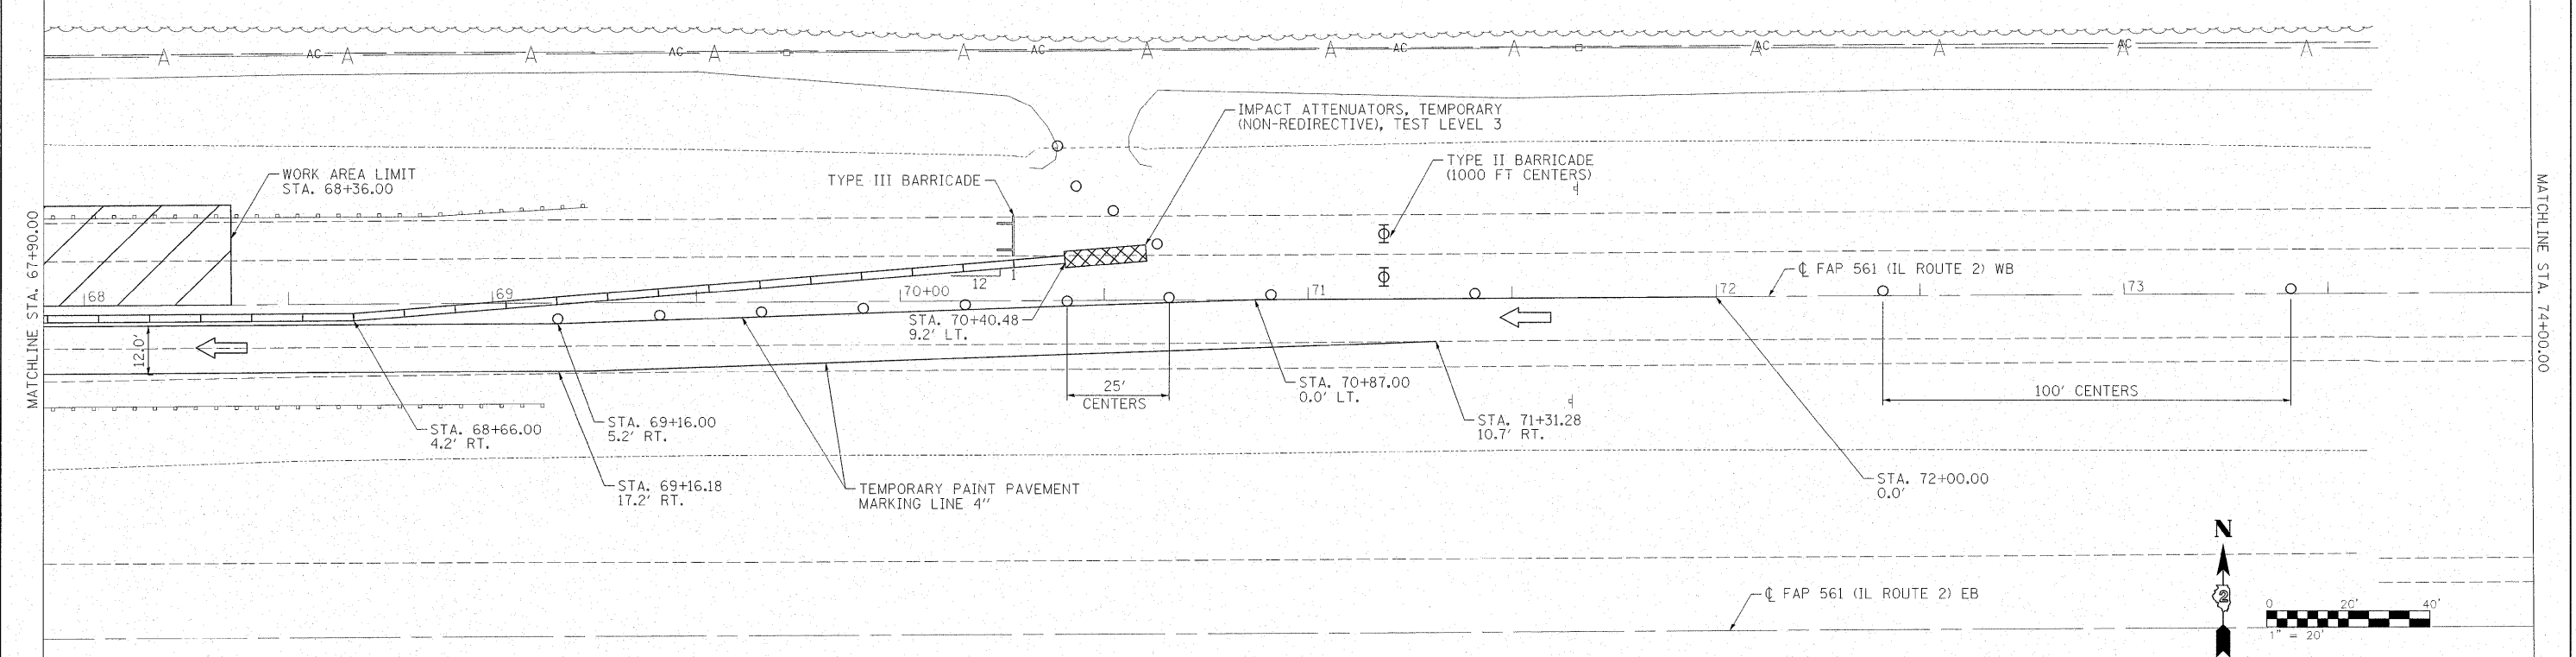 AC AC AC AC AC AC
IMPACT ATTENUATORS, TEMPORARY
(NON-REDIRECTIVE), TEST LEVEL 3
WORK AREA LIMIT
STA. 68+36.00
TYPE III BARRICADE
TYPE II BARRICADE
(1000 FT CENTERS)
MATCHLINE STA. 67+90.00
MATCHLINE STA. 74+00.00
℄ FAP 561 (IL ROUTE 2) WB
68
69
70+00
71
72
73
12
1
STA. 70+40.48
9.2' LT.
12.0'
25'
CENTERS
STA. 70+87.00
0.0' LT.
100' CENTERS
STA. 68+66.00
4.2' RT.
STA. 69+16.00
5.2' RT.
STA. 71+31.28
10.7' RT.
STA. 69+16.18
17.2' RT.
TEMPORARY PAINT PAVEMENT
MARKING LINE 4"
STA. 72+00.00
0.0'
N
2
℄ FAP 561 (IL ROUTE 2) EB
0 20' 40'
1" = 20'